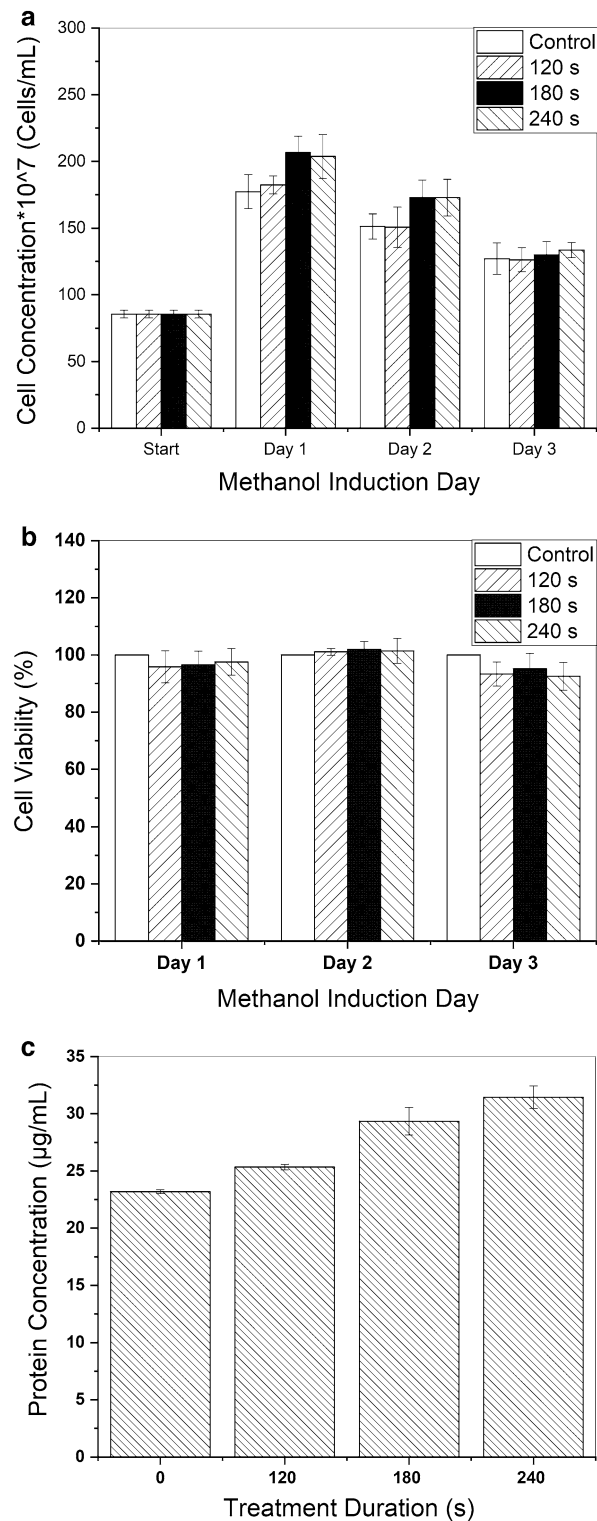 a
300
250
200
150
100
50
0
Cell Concentration*10^7 (Cells/mL)
Control
120 s
180 s
240 s
Start Day 1 Day 2 Day 3
Methanol Induction Day
b
140
120
100
80
60
40
20
0
Cell Viability (%)
Control
120 s
180 s
240 s
Day 1 Day 2 Day 3
Methanol Induction Day
c
35
30
25
20
15
10
5
0
Protein Concentration (µg/mL)
0 120 180 240
Treatment Duration (s)